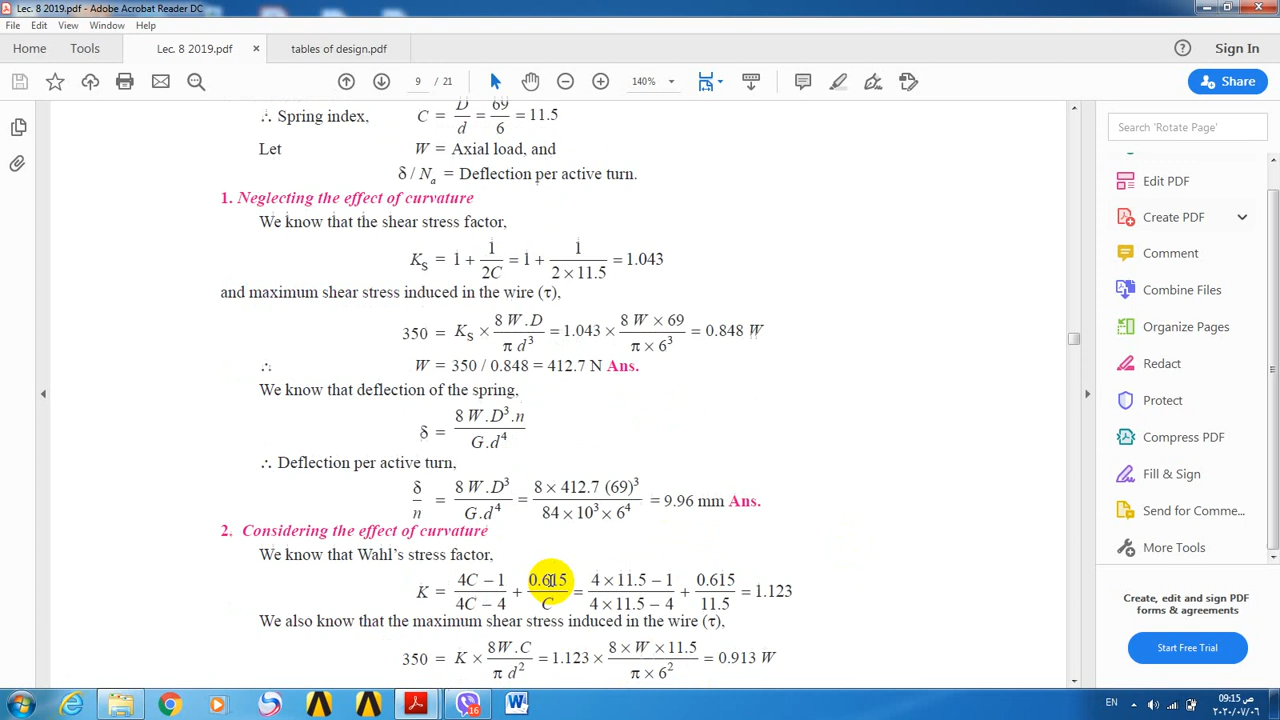 Lec. 8 2019.pdf - Adobe Acrobat Reader DC
File Edit View Window Help
Home Tools Lec. 8 2019.pdf × tables of design.pdf Sign In
9 / 21 140% Share
∴ Spring index, C = D/d = 69/6 = 11.5
Let W = Axial load, and
δ / Nₐ = Deflection per active turn.
1. Neglecting the effect of curvature
We know that the shear stress factor,
K_S = 1 + 1/2C = 1 + 1/(2 × 11.5) = 1.043
and maximum shear stress induced in the wire (τ),
350 = K_S × 8 W.D/π d³ = 1.043 × 8 W × 69/π × 6³ = 0.848 W
∴ W = 350 / 0.848 = 412.7 N Ans.
We know that deflection of the spring,
δ = 8 W.D³.n/G.d⁴
∴ Deflection per active turn,
δ/n = 8 W.D³/G.d⁴ = 8 × 412.7 (69)³/84 × 10³ × 6⁴ = 9.96 mm Ans.
2. Considering the effect of curvature
We know that Wahl's stress factor,
K = 4C − 1/4C − 4 + 0.615/C = 4 × 11.5 − 1/4 × 11.5 − 4 + 0.615/11.5 = 1.123
We also know that the maximum shear stress induced in the wire (τ),
350 = K × 8W.C/π d² = 1.123 × 8 × W × 11.5/π × 6² = 0.913 W
Search 'Rotate Page'
Edit PDF
Create PDF
Comment
Combine Files
Organize Pages
Redact
Protect
Compress PDF
Fill & Sign
Send for Comme...
More Tools
Create, edit and sign PDF
forms & agreements
Start Free Trial
16
EN
09:15 ص
٢٠٢٠/٠٧/٠٦